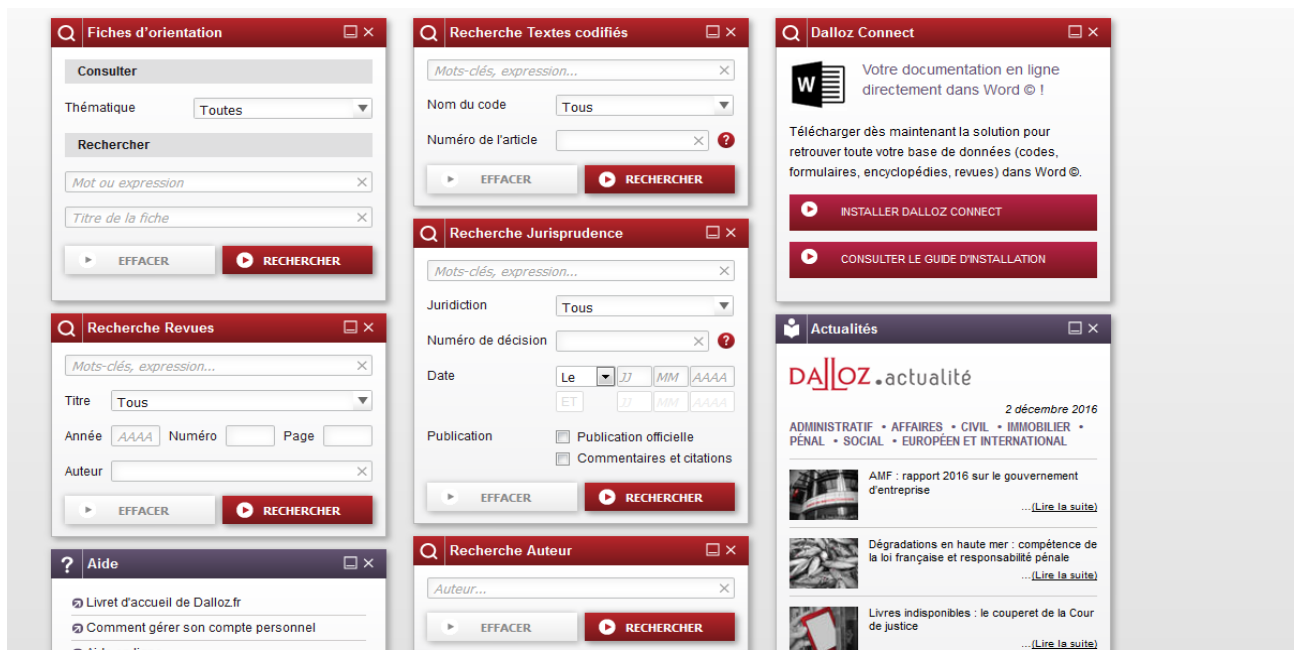 Fiches d'orientation
Consulter
Thématique Toutes
Rechercher
Mot ou expression
Titre de la fiche
EFFACER RECHERCHER
Recherche Revues
Mots-clés, expression...
Titre Tous
Année AAAA Numéro Page
Auteur
EFFACER RECHERCHER
? Aide
Livret d'accueil de Dalloz.fr
Comment gérer son compte personnel
Recherche Textes codifiés
Mots-clés, expression...
Nom du code Tous
Numéro de l'article ?
EFFACER RECHERCHER
Recherche Jurisprudence
Mots-clés, expression...
Juridiction Tous
Numéro de décision ?
Date Le JJ MM AAAA
ET JJ MM AAAA
Publication Publication officielle
Commentaires et citations
EFFACER RECHERCHER
Recherche Auteur
Auteur...
EFFACER RECHERCHER
Dalloz Connect
W
Votre documentation en ligne
directement dans Word © !
Télécharger dès maintenant la solution pour
retrouver toute votre base de données (codes,
formulaires, encyclopédies, revues) dans Word ©.
INSTALLER DALLOZ CONNECT
CONSULTER LE GUIDE D'INSTALLATION
Actualités
DALLOZ.actualité
2 décembre 2016
ADMINISTRATIF • AFFAIRES • CIVIL • IMMOBILIER •
PÉNAL • SOCIAL • EUROPÉEN ET INTERNATIONAL
AMF : rapport 2016 sur le gouvernement
d'entreprise
...(Lire la suite)
Dégradations en haute mer : compétence de
la loi française et responsabilité pénale
...(Lire la suite)
Livres indisponibles : le couperet de la Cour
de justice
...(Lire la suite)